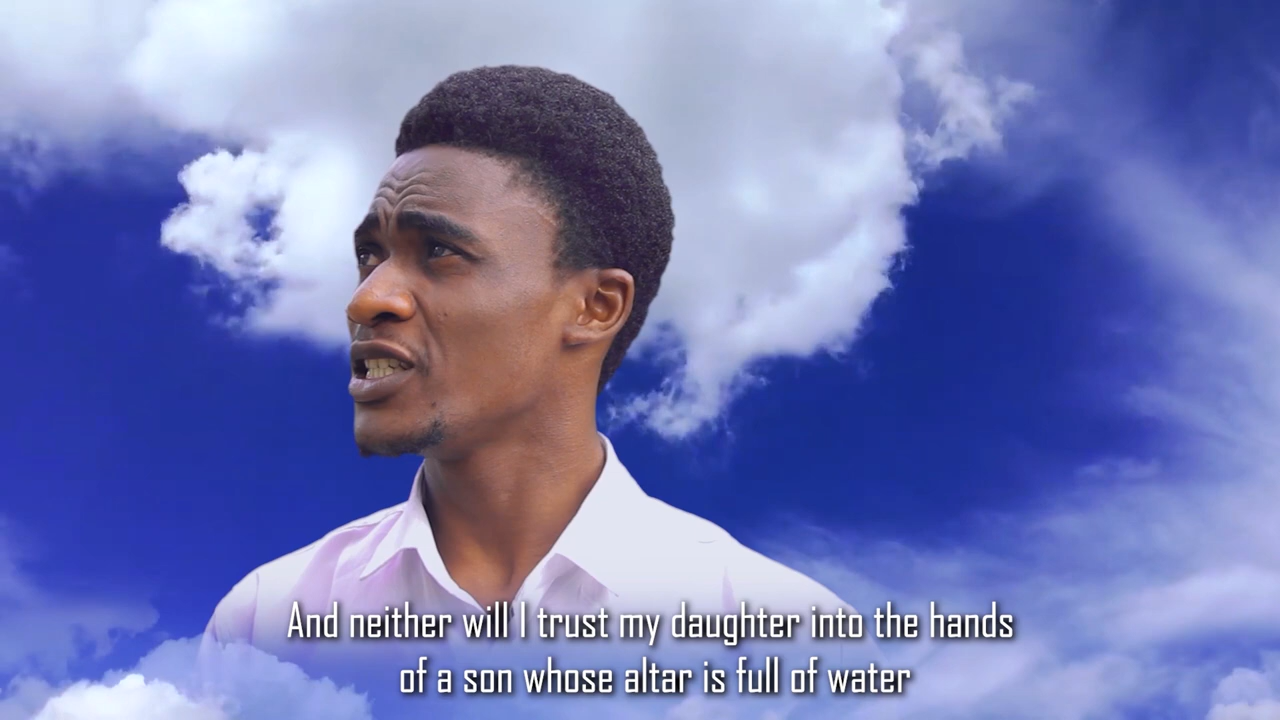 And neither will I trust my daughter into the hands
of a son whose altar is full of water